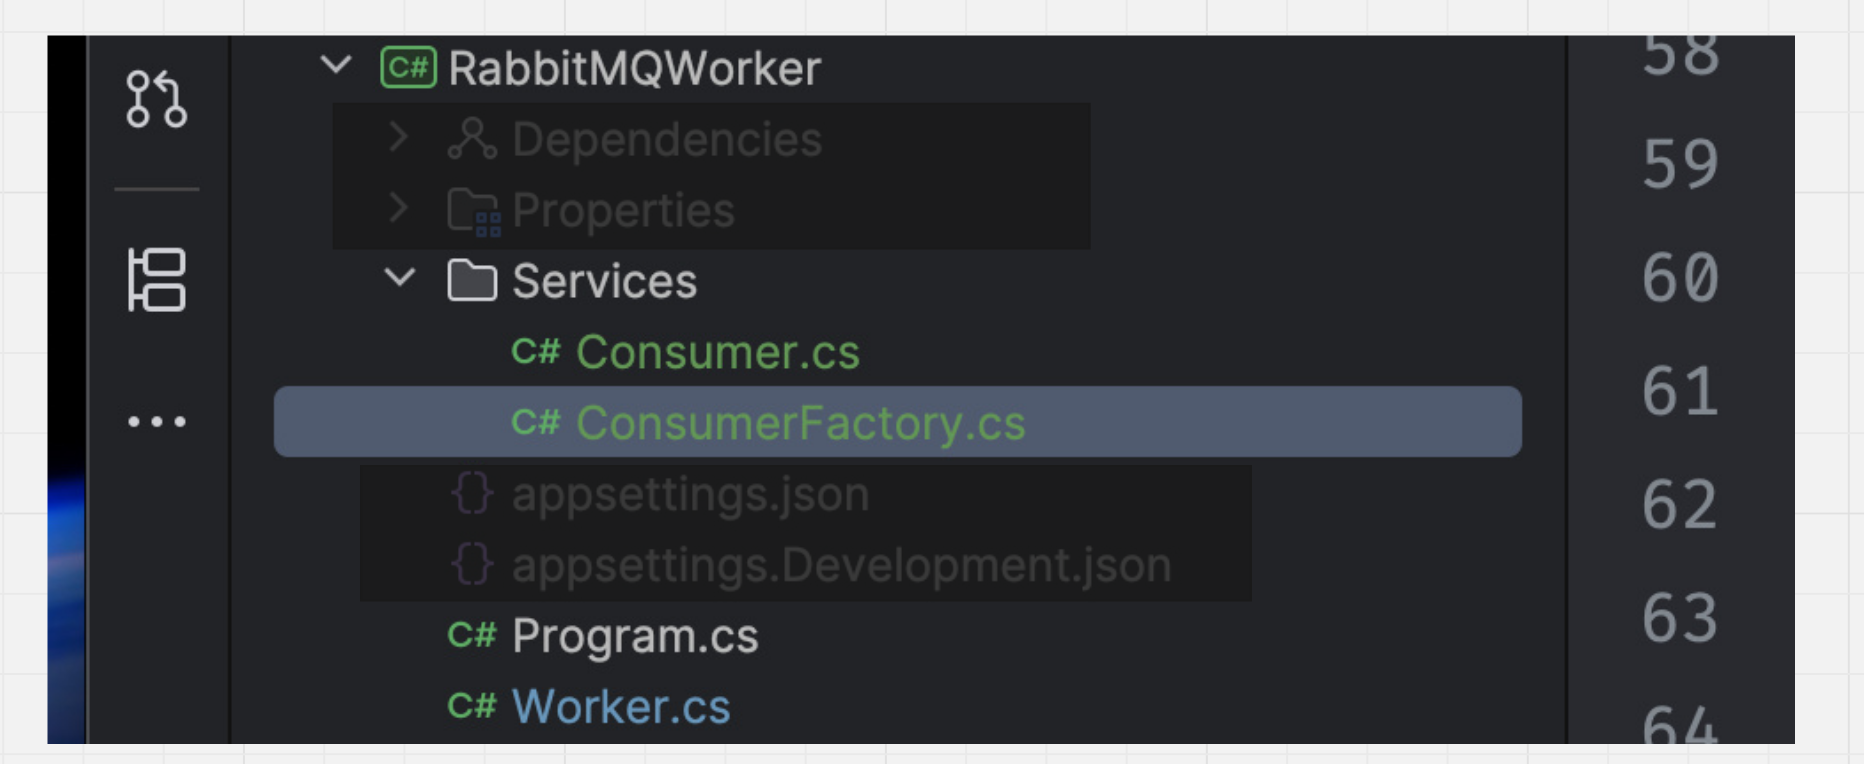 C# RabbitMQWorker
Dependencies
Properties
Services
C# Consumer.cs
C# ConsumerFactory.cs
{} appsettings.json
{} appsettings.Development.json
C# Program.cs
C# Worker.cs
58
59
60
61
62
63
64